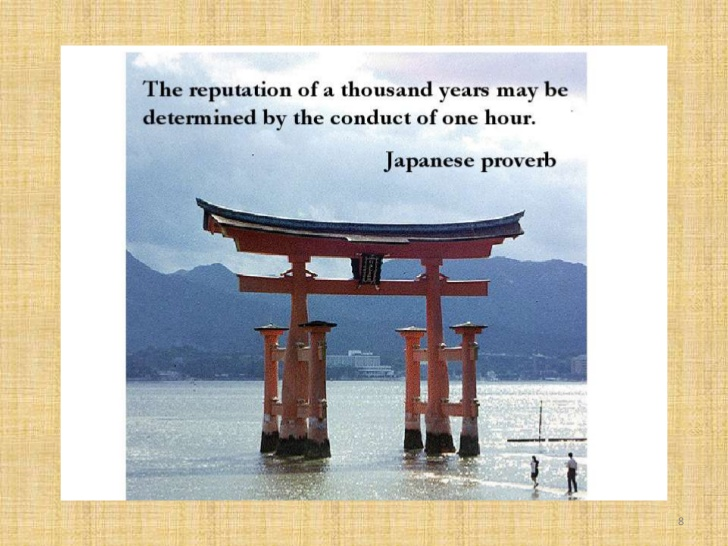 The reputation of a thousand years may be
determined by the conduct of one hour.
Japanese proverb
8